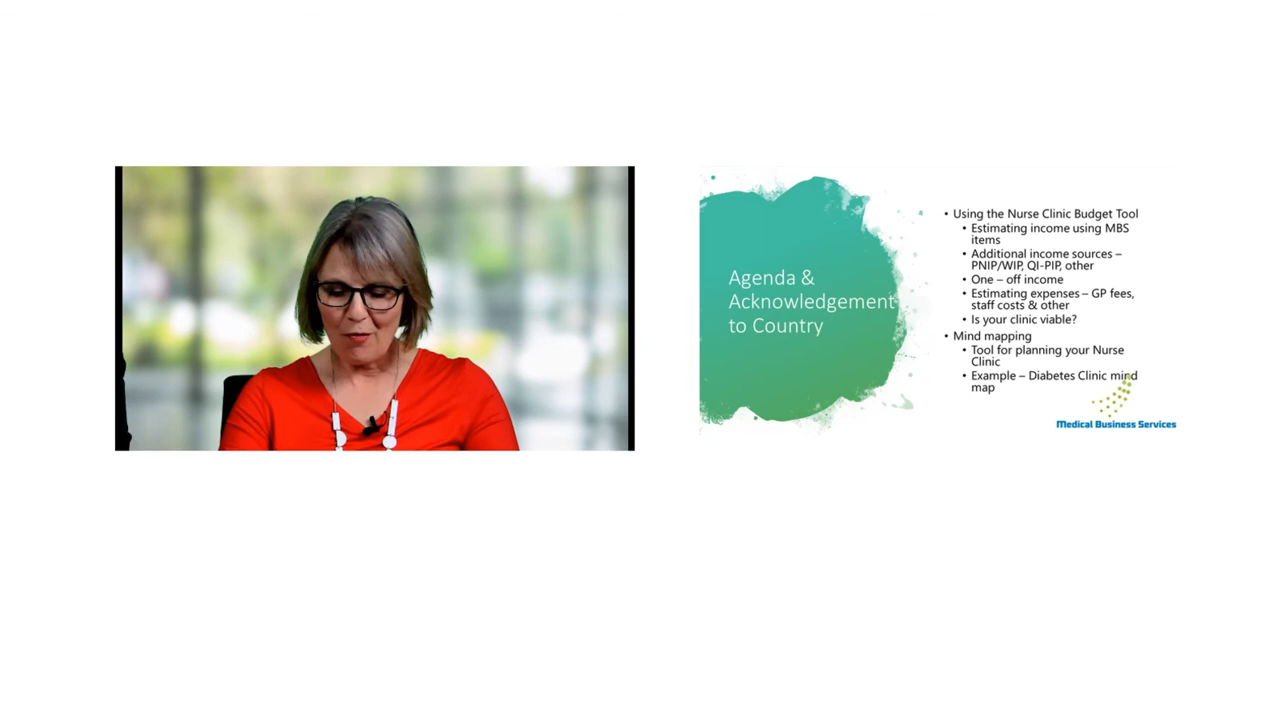 Agenda &
Acknowledgement
to Country
• Using the Nurse Clinic Budget Tool
• Estimating income using MBS
items
• Additional income sources –
PNIP/WIP, QI-PIP, other
• One – off income
• Estimating expenses – GP fees,
staff costs & other
• Is your clinic viable?
• Mind mapping
• Tool for planning your Nurse
Clinic
• Example – Diabetes Clinic mind
map
Medical Business Services